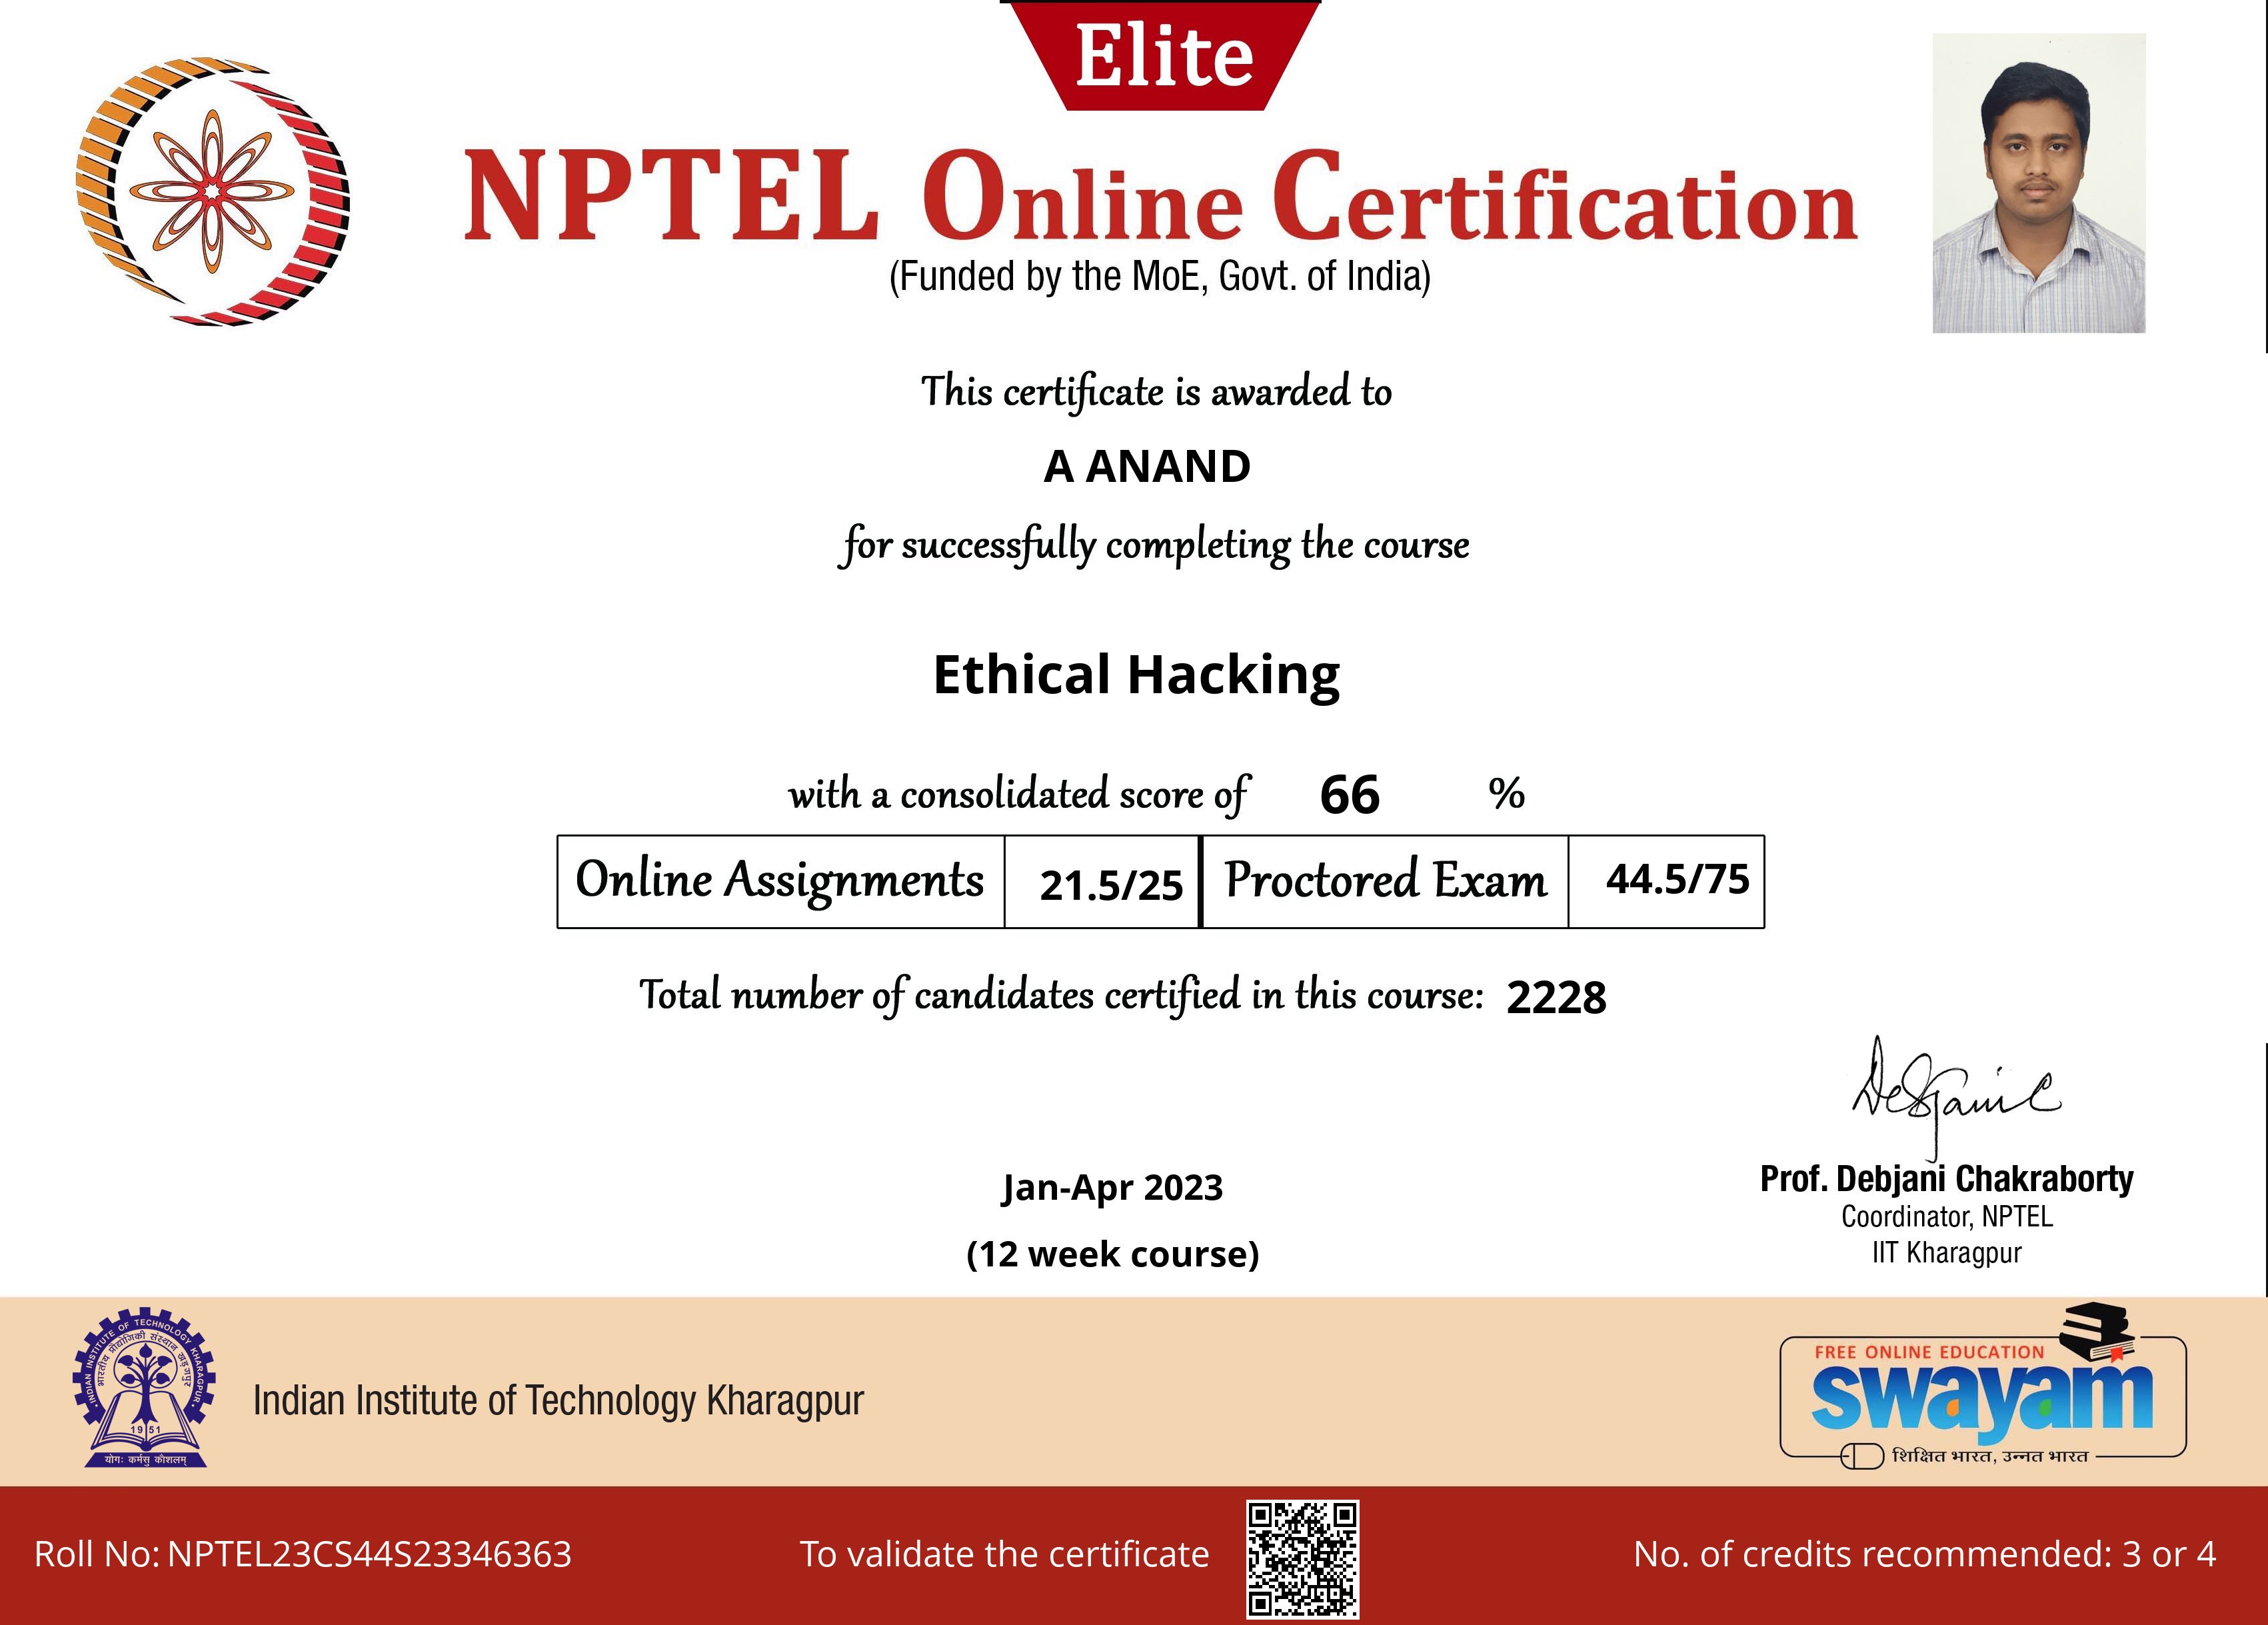 Elite
NPTEL Online Certification
(Funded by the MoE, Govt. of India)
This certificate is awarded to
A ANAND
for successfully completing the course
Ethical Hacking
with a consolidated score of 66 %
Online Assignments 21.5/25 Proctored Exam 44.5/75
Total number of candidates certified in this course: 2228
Jan-Apr 2023
(12 week course)
Prof. Debjani Chakraborty
Coordinator, NPTEL
IIT Kharagpur
INDIAN INSTITUTE OF TECHNOLOGY KHARAGPUR
भारतीय प्रौद्योगिकी संस्थान खड़गपुर
1951
योगः कर्मसु कौशलम्
Indian Institute of Technology Kharagpur
FREE ONLINE EDUCATION
swayam
शिक्षित भारत, उन्नत भारत
Roll No: NPTEL23CS44S23346363
To validate the certificate
No. of credits recommended: 3 or 4